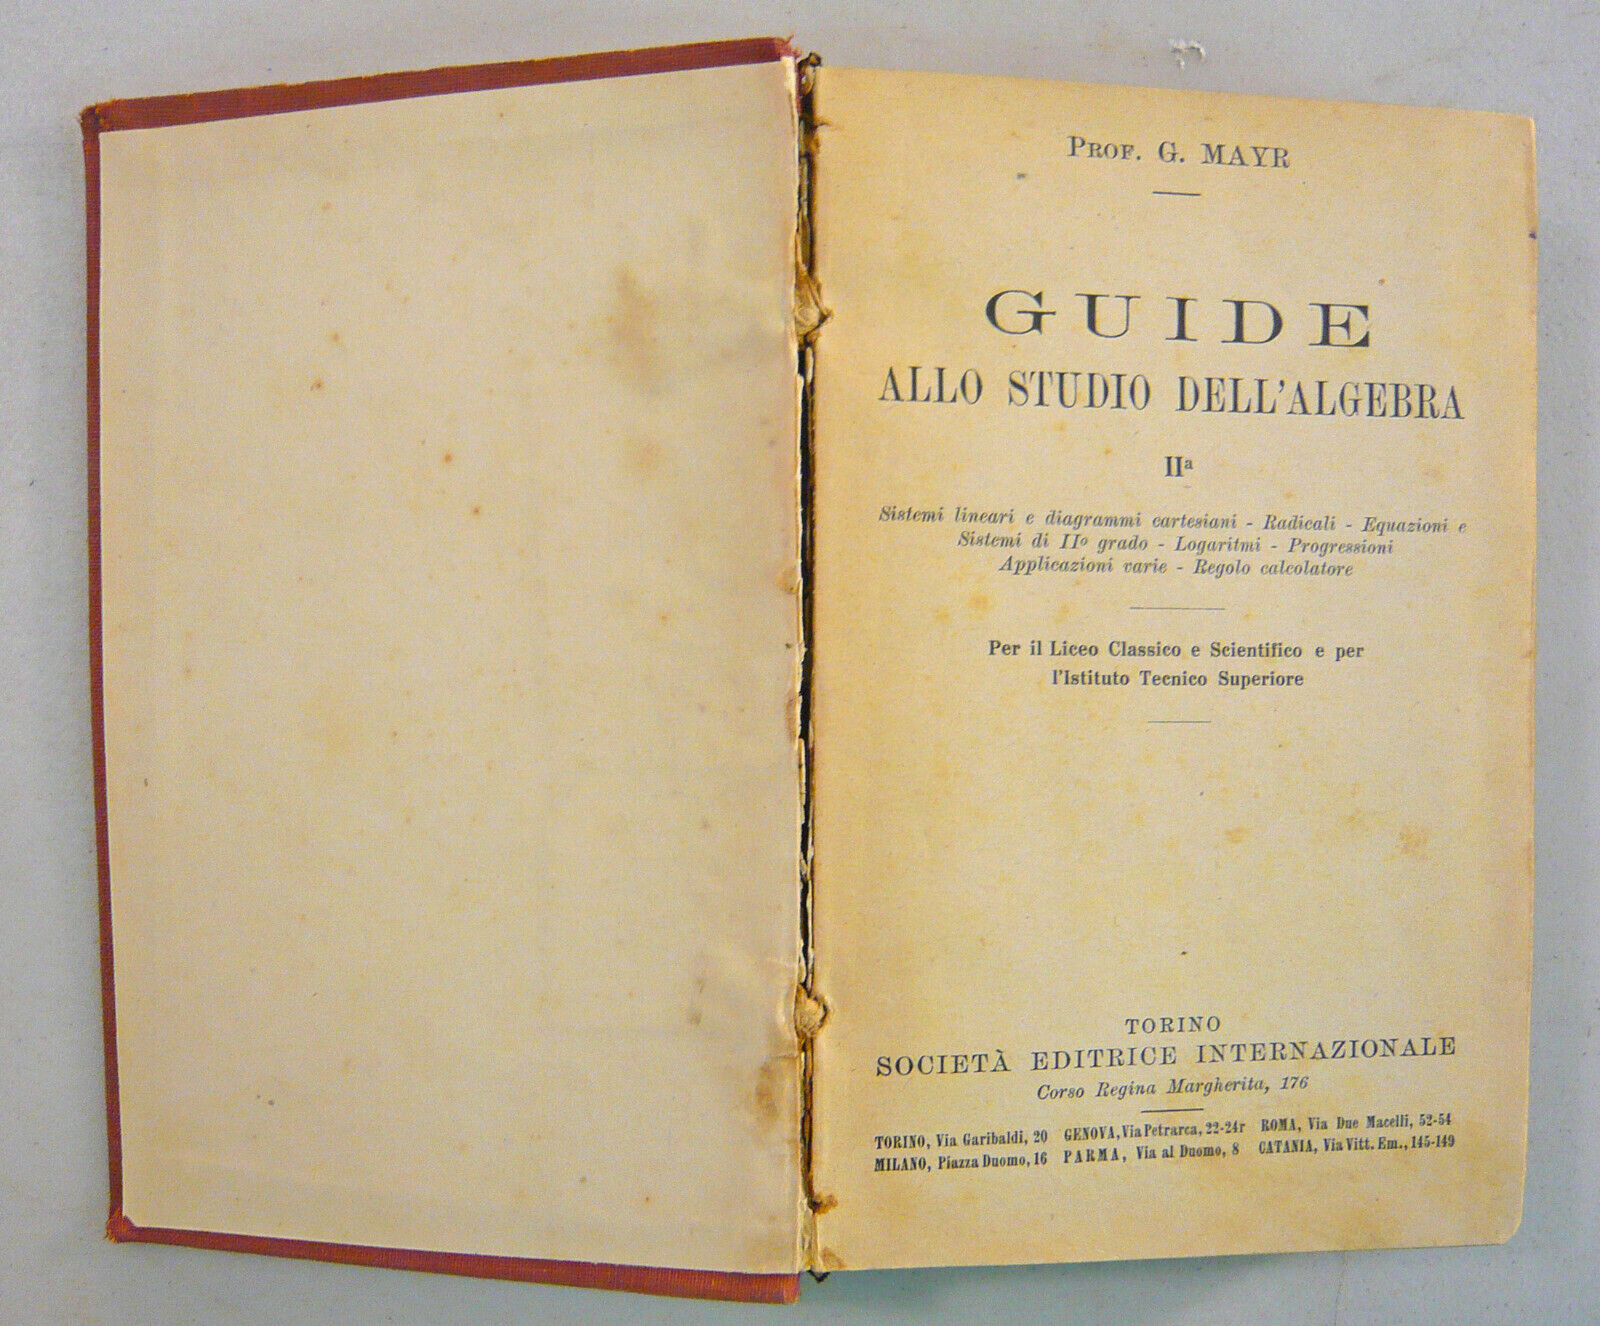 PROF. G. MAYR
GUIDE
ALLO STUDIO DELL'ALGEBRA
IIª
Sistemi lineari e diagrammi cartesiani - Radicali - Equazioni e
Sistemi di IIº grado - Logaritmi - Progressioni
Applicazioni varie - Regolo calcolatore
Per il Liceo Classico e Scientifico e per
l'Istituto Tecnico Superiore
TORINO
SOCIETÀ EDITRICE INTERNAZIONALE
Corso Regina Margherita, 176
TORINO, Via Garibaldi, 20 GENOVA, Via Petrarca, 22-24r ROMA, Via Due Macelli, 52-54
MILANO, Piazza Duomo, 16 PARMA, Via al Duomo, 8 CATANIA, Via Vitt. Em., 145-149